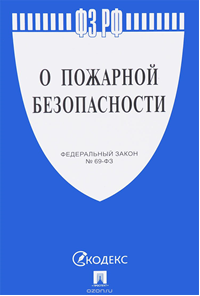 ФЗ РФ
О ПОЖАРНОЙ
БЕЗОПАСНОСТИ
ФЕДЕРАЛЬНЫЙ ЗАКОН
№ 69-ФЗ
КОДЕКС
ozon.ru